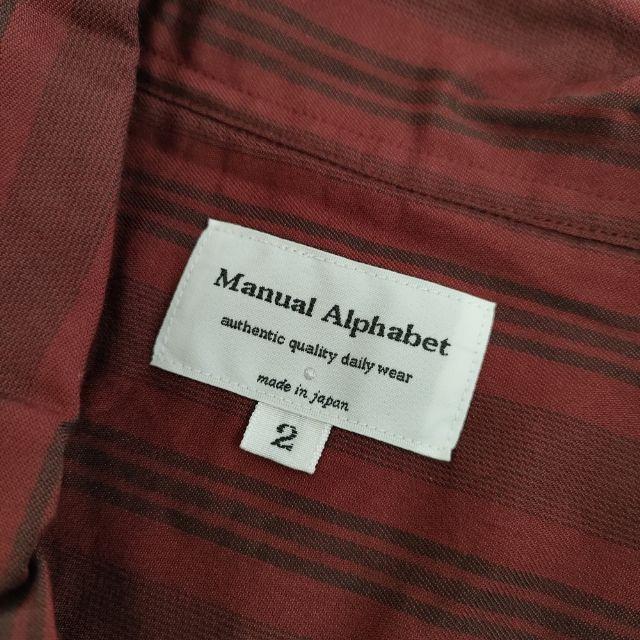 Manual Alphabet
authentic quality daily wear
made in japan
2